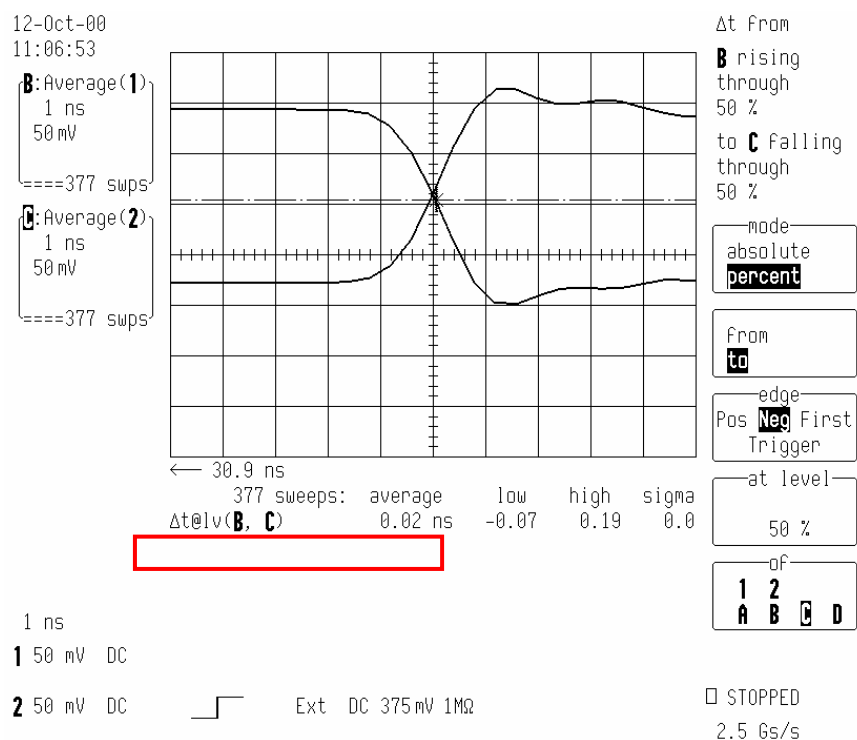 12-Oct-00
11:06:53
B:Average(1)
1 ns
50 mV
====377 swps
C:Average(2)
1 ns
50 mV
====377 swps
← 30.9 ns
377 sweeps: average low high sigma
Δt@lv(B, C) 0.02 ns -0.07 0.19 0.0
1 ns
1 50 mV DC
2 50 mV DC
Ext DC 375 mV 1MΩ
Δt from
B rising
through
50 %
to C falling
through
50 %
mode
absolute
percent
from
to
edge
Pos Neg First
Trigger
at level
50 %
of
1 2
A B C D
□ STOPPED
2.5 Gs/s